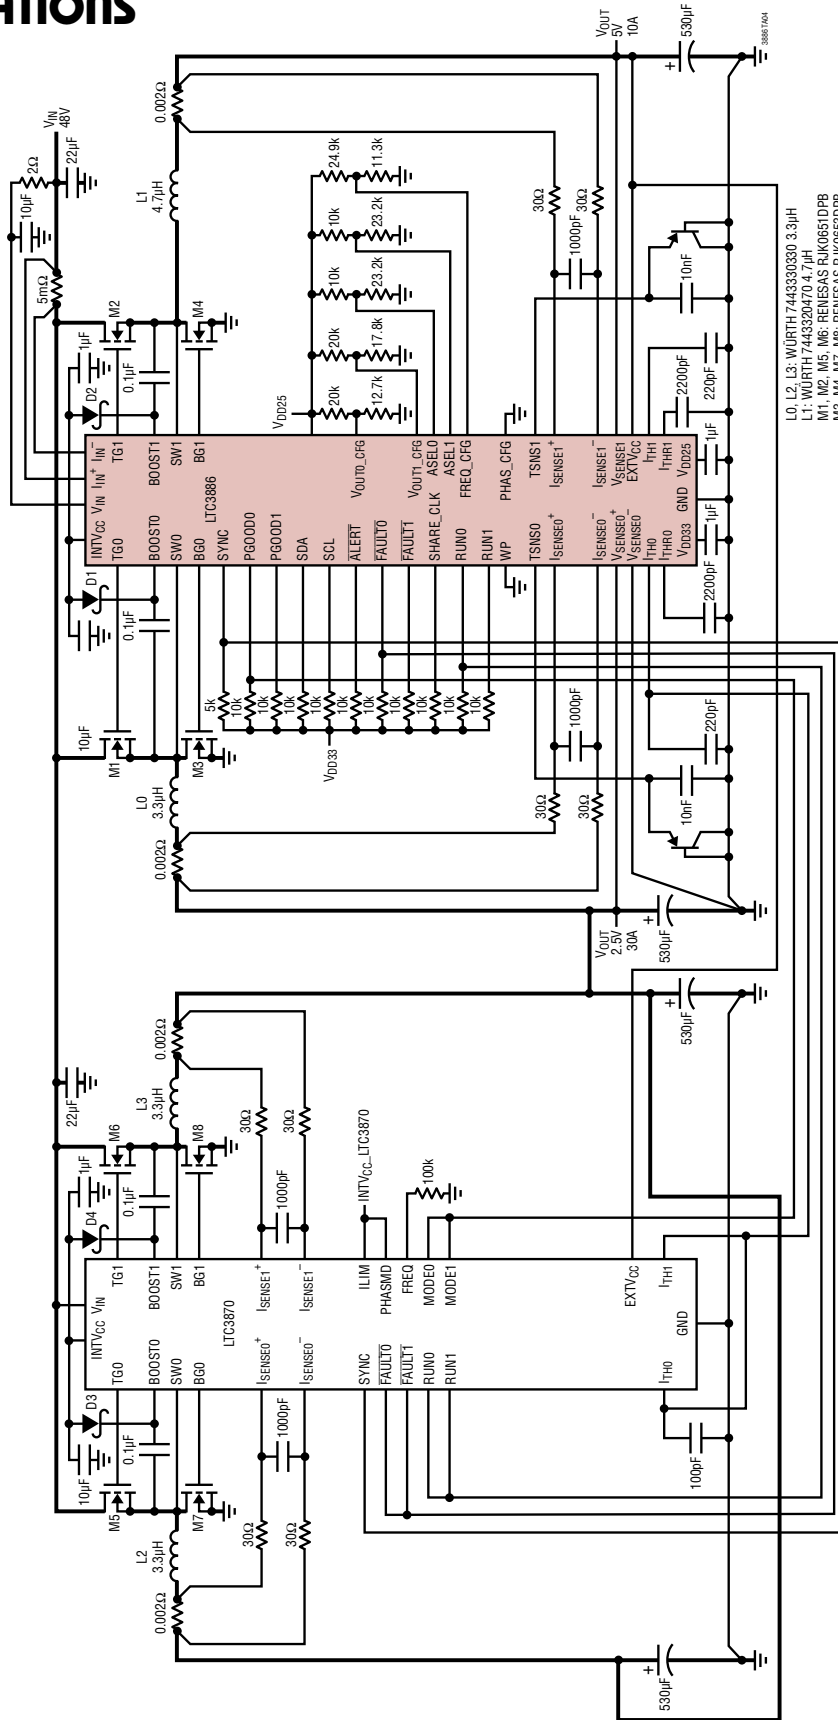 ATIONS
VIN
48V
2Ω
22µF
10µF
5mΩ
1µF
D2
M2
0.1µF
M4
L1
4.7µH
0.002Ω
VOUT
5V
10A
530µF
+
3886TA04
INTVCC VIN IIN+ IIN–
TG0 TG1
BOOST0 BOOST1
SW0 SW1
BG0 BG1
LTC3886
SYNC
PGOOD0
PGOOD1
SDA
SCL
ALERT
FAULT0
FAULT1
SHARE_CLK
RUN0
RUN1
WP
VDD25
VOUT0_CFG
VOUT1_CFG
ASEL0
ASEL1
FREQ_CFG
PHAS_CFG
TSNS0 TSNS1
ISENSE0+ ISENSE1+
ISENSE0– ISENSE1–
VSENSE0+ VSENSE1
VSENSE0– EXTVCC
ITH0 ITH1
ITHR0 ITHR1
VDD33 GND VDD25
20k
12.7k
20k
17.8k
10k
23.2k
10k
23.2k
24.9k
11.3k
30Ω
30Ω
1000pF
10nF
220pF
2200pF
1µF
1µF
2200pF
220pF
10nF
1000pF
30Ω
30Ω
5k
10k
10k
10k
10k
10k
10k
10k
10k
10k
10k
VDD33
D1
0.1µF
10µF
M1
M3
L0
3.3µH
0.002Ω
VOUT
2.5V
30A
+
530µF
+
530µF
22µF
0.002Ω
L3
3.3µH
M6
M8
1µF
D4
0.1µF
30Ω
30Ω
1000pF
INTVCC_LTC3870
100k
INTVCC VIN
TG0 TG1
BOOST0 BOOST1
SW0 SW1
BG0 BG1
LTC3870
ISENSE0+ ISENSE1+
ISENSE0– ISENSE1–
SYNC
FAULT0
FAULT1
RUN0
RUN1
ILIM
PHASMD
FREQ
MODE0
MODE1
EXTVCC
ITH0 ITH1
GND
D3
10µF
0.1µF
M5
M7
L2
3.3µH
0.002Ω
30Ω
30Ω
1000pF
100pF
+
530µF
L0, L2, L3: WÜRTH 7443330330 3.3µH
L1: WÜRTH 7443320470 4.7µH
M1, M2, M5, M6: RENESAS RJK0651DPB